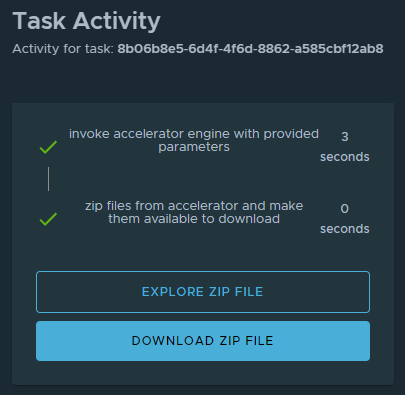 Task Activity
Activity for task: 8b06b8e5-6d4f-4f6d-8862-a585cbf12ab8
invoke accelerator engine with provided
parameters
3
seconds
zip files from accelerator and make
them available to download
0
seconds
EXPLORE ZIP FILE
DOWNLOAD ZIP FILE